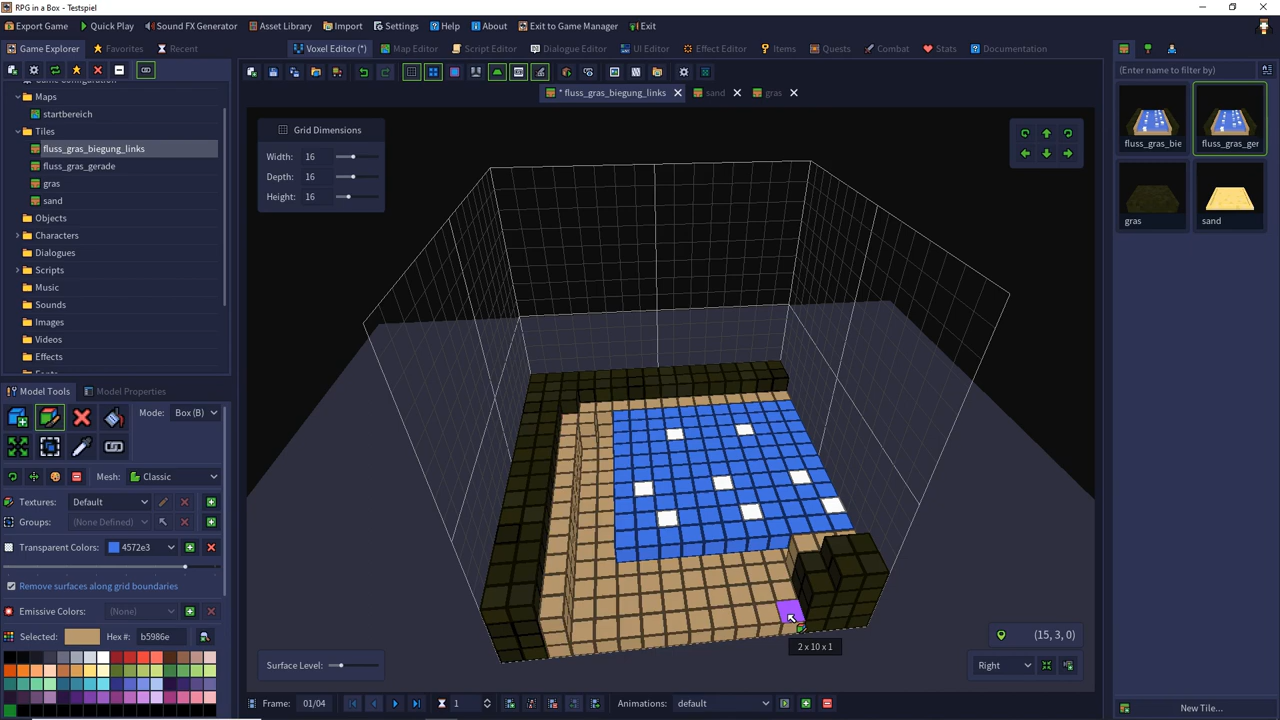 RPG in a Box - Testspiel
Export Game Quick Play Sound FX Generator Asset Library Import Settings Help About Exit to Game Manager Exit
Game Explorer Favorites Recent Voxel Editor (*) Map Editor Script Editor Dialogue Editor UI Editor Effect Editor Items Quests Combat Stats Documentation
(Enter name to filter by)
* fluss_gras_biegung_links sand gras
Maps
startbereich
Tiles
fluss_gras_biegung_links
fluss_gras_gerade
gras
sand
Objects
Characters
Dialogues
Scripts
Music
Sounds
Images
Videos
Effects
Grid Dimensions
Width: 16
Depth: 16
Height: 16
fluss_gras_bie fluss_gras_ger
gras sand
Model Tools Model Properties
Mode: Box (B)
Mesh: Classic
Textures: Default
Groups: (None Defined)
Transparent Colors: 4572e3
Remove surfaces along grid boundaries
Emissive Colors: (None)
Selected: Hex #: b5986e
2 x 10 x 1
Surface Level:
(15, 3, 0)
Right
Frame: 01/04 1 Animations: default
New Tile...